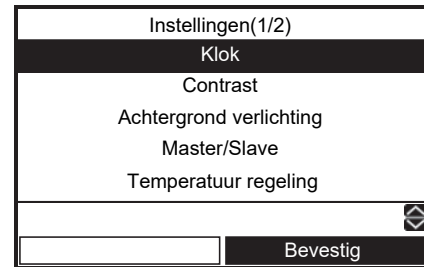 Instellingen(1/2)
Klok
Contrast
Achtergrond verlichting
Master/Slave
Temperatuur regeling
Bevestig